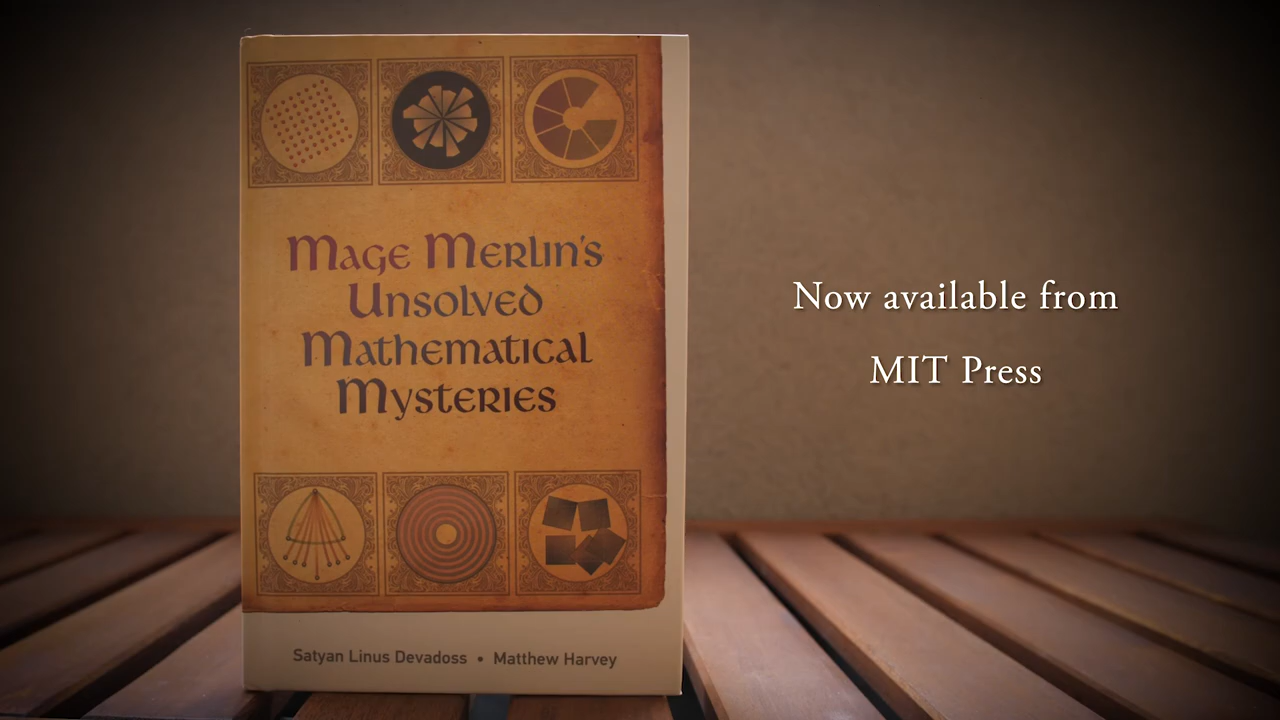 Mage Merlin's
Unsolved
Mathematical
Mysteries
Satyan Linus Devadoss • Matthew Harvey
Now available from
MIT Press